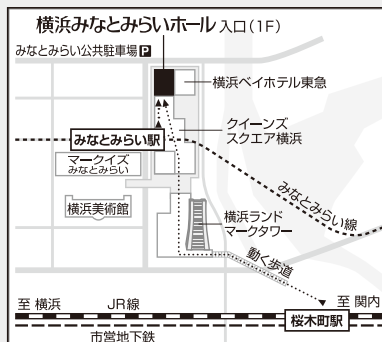 横浜みなとみらいホール 入口（1F）
みなとみらい公共駐車場 P
横浜ベイホテル東急
クイーンズ
スクエア横浜
みなとみらい駅
マークイズ
みなとみらい
みなとみらい線
横浜美術館
横浜ランド
マークタワー
動く歩道
至 横浜
JR線
至 関内
桜木町駅
市営地下鉄